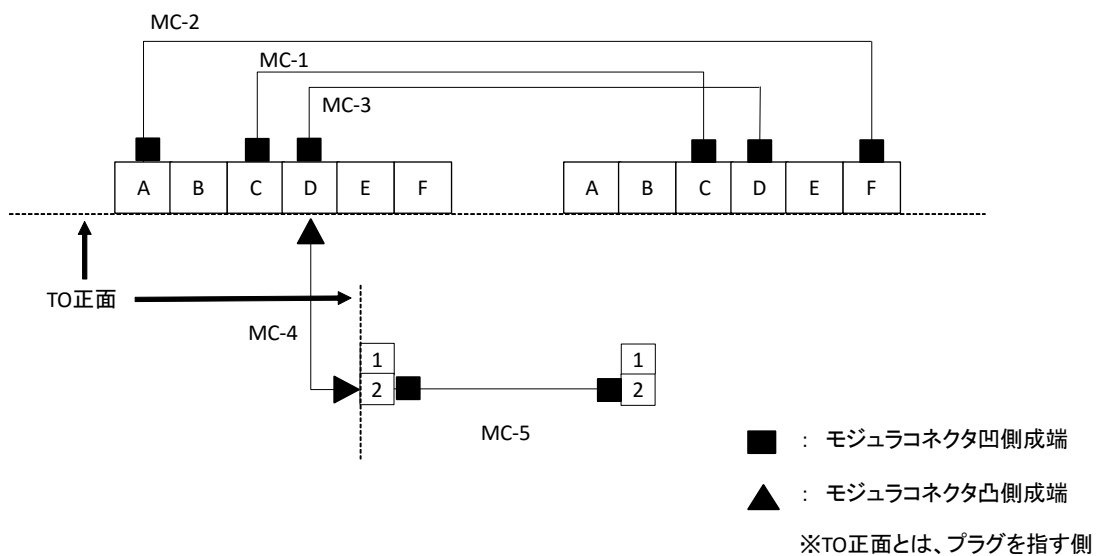 MC-2
MC-1
MC-3
A B C D E F
A B C D E F
TO正面
MC-4
1
2
1
2
MC-5
： モジュラコネクタ凹側成端
： モジュラコネクタ凸側成端
※TO正面とは、プラグを指す側